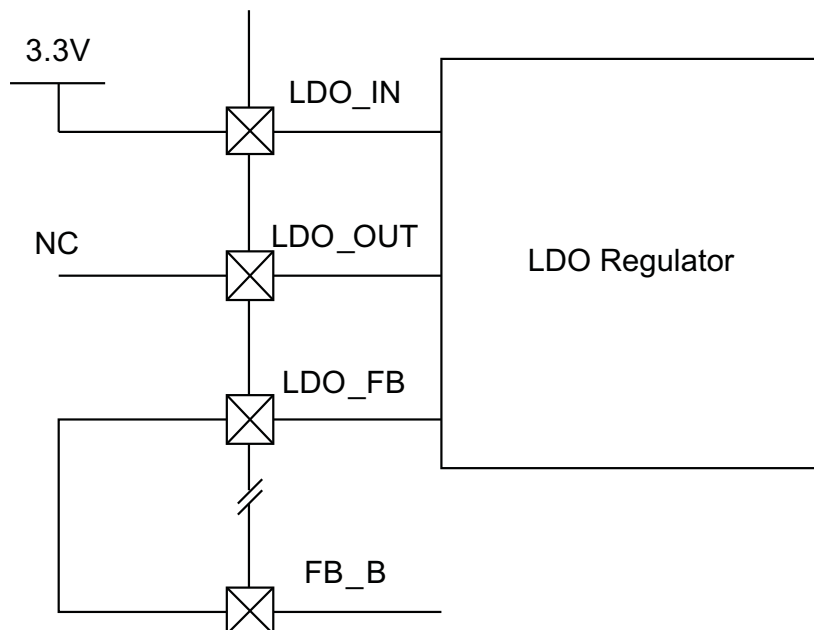 3.3V
LDO_IN
NC
LDO_OUT
LDO Regulator
LDO_FB
FB_B